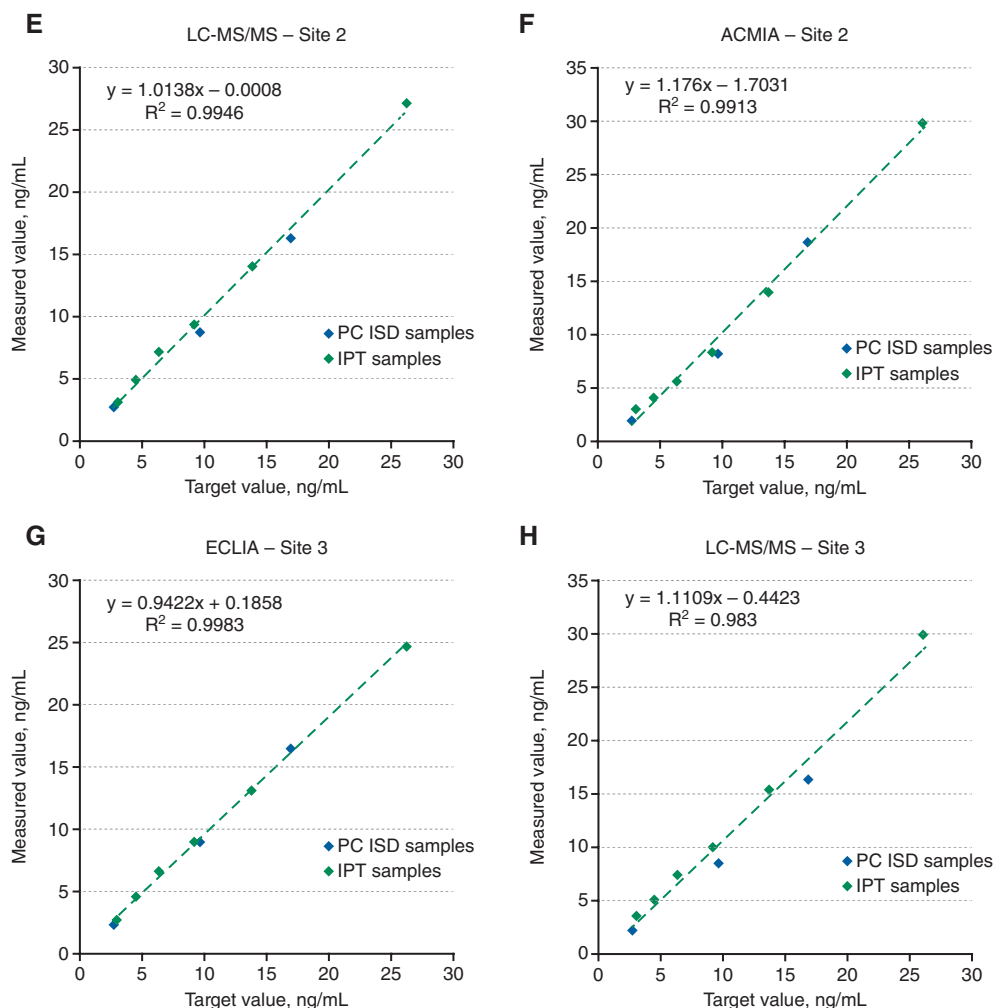 E
LC-MS/MS – Site 2
y = 1.0138x – 0.0008
R² = 0.9946
Measured value, ng/mL
30
25
20
15
10
5
0
0 5 10 15 20 25 30
Target value, ng/mL
PC ISD samples
IPT samples
F
ACMIA – Site 2
y = 1.176x – 1.7031
R² = 0.9913
Measured value, ng/mL
35
30
25
20
15
10
5
0
0 5 10 15 20 25 30
Target value, ng/mL
PC ISD samples
IPT samples
G
ECLIA – Site 3
y = 0.9422x + 0.1858
R² = 0.9983
Measured value, ng/mL
30
25
20
15
10
5
0
0 5 10 15 20 25 30
Target value, ng/mL
PC ISD samples
IPT samples
H
LC-MS/MS – Site 3
y = 1.1109x – 0.4423
R² = 0.983
Measured value, ng/mL
35
30
25
20
15
10
5
0
0 5 10 15 20 25 30
Target value, ng/mL
PC ISD samples
IPT samples